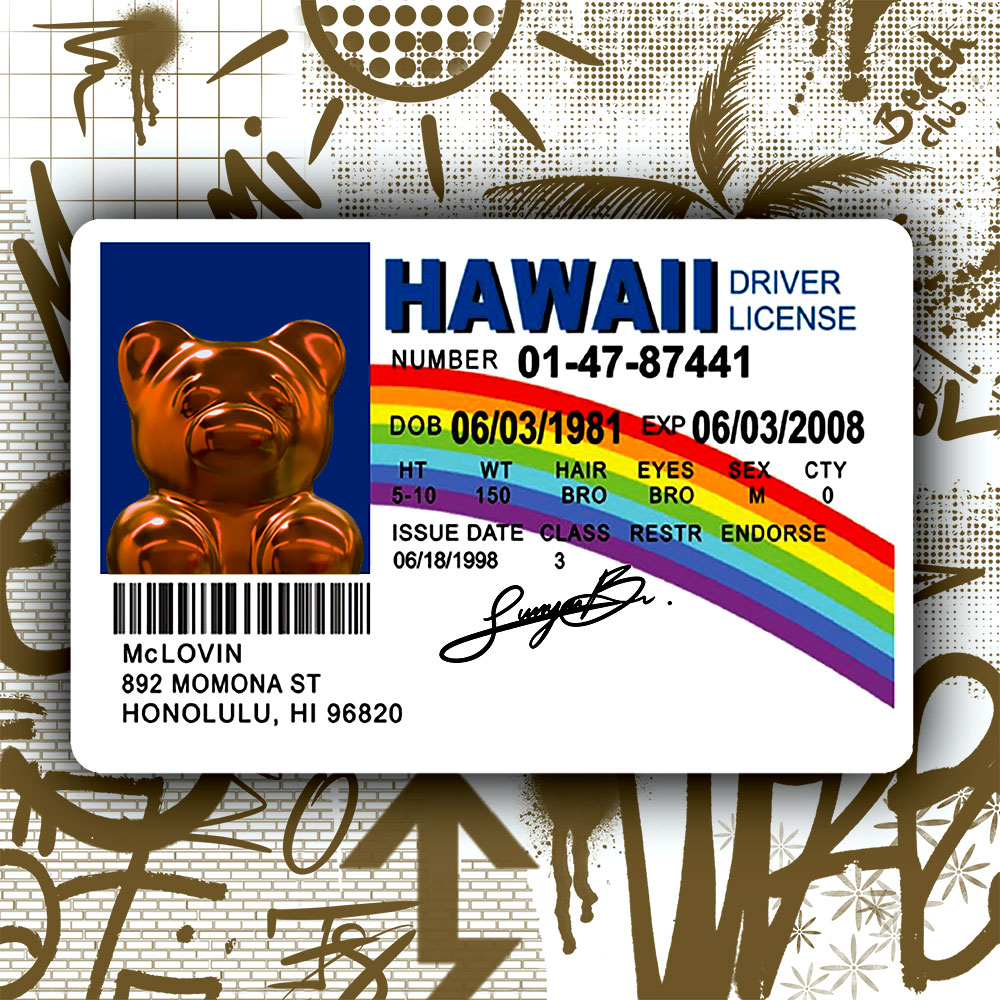 Beach
club
HAWAII DRIVER
LICENSE
NUMBER 01-47-87441
DOB 06/03/1981 EXP 06/03/2008
HT WT HAIR EYES SEX CTY
5-10 150 BRO BRO M 0
ISSUE DATE CLASS RESTR ENDORSE
06/18/1998 3
McLOVIN
892 MOMONA ST
HONOLULU, HI 96820